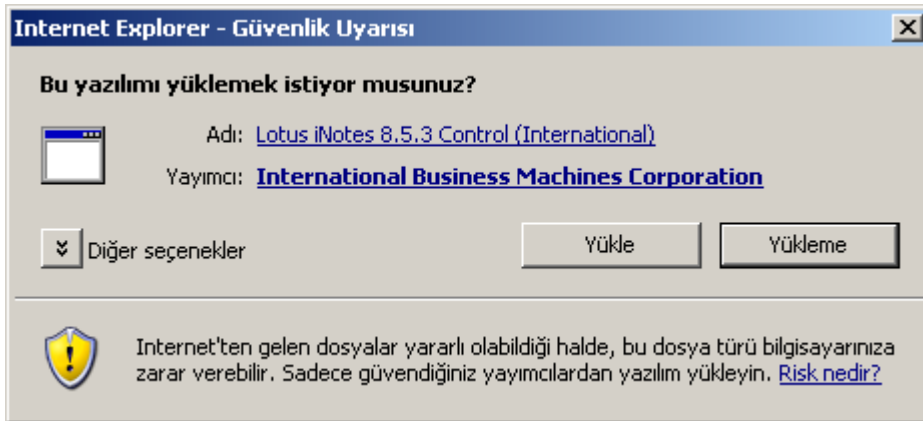 Internet Explorer - Güvenlik Uyarısı
Bu yazılımı yüklemek istiyor musunuz?
Adı: Lotus iNotes 8.5.3 Control (International)
Yayımcı: International Business Machines Corporation
Diğer seçenekler
Yükle
Yükleme
Internet'ten gelen dosyalar yararlı olabildiği halde, bu dosya türü bilgisayarınıza
zarar verebilir. Sadece güvendiğiniz yayımcılardan yazılım yükleyin. Risk nedir?